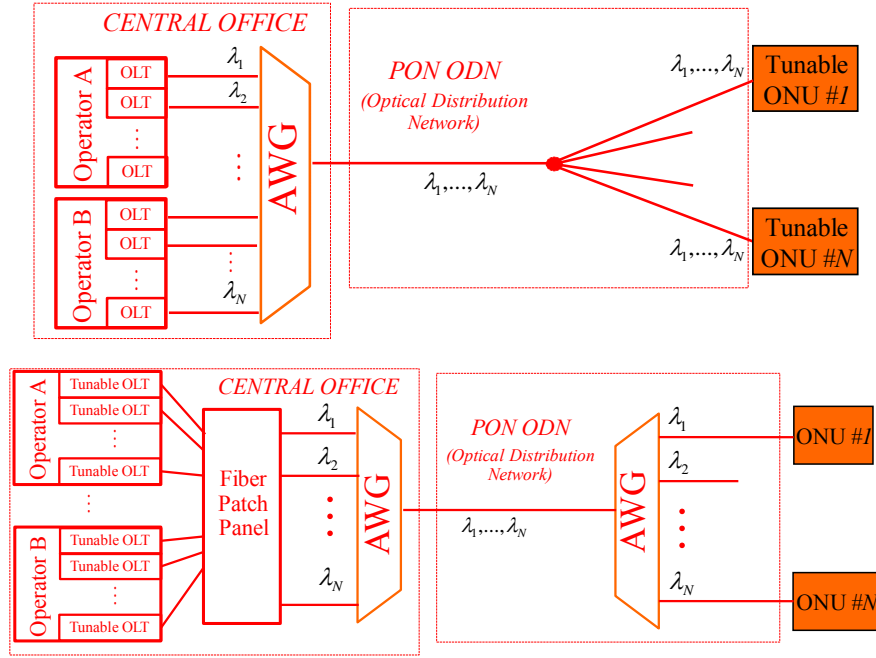 CENTRAL OFFICE
Operator A
OLT
OLT
⋮
OLT
Operator B
OLT
OLT
⋮
OLT
λ1
λ2
⋮
⋮
λN
AWG
PON ODN
(Optical Distribution
Network)
λ1,...,λN
λ1,...,λN
λ1,...,λN
Tunable
ONU #1
Tunable
ONU #N
CENTRAL OFFICE
Operator A
Tunable OLT
Tunable OLT
⋮
Tunable OLT
⋮
Operator B
Tunable OLT
Tunable OLT
⋮
Tunable OLT
Fiber
Patch
Panel
λ1
λ2
⋮
λN
AWG
PON ODN
(Optical Distribution
Network)
λ1,...,λN
AWG
λ1
λ2
⋮
λN
ONU #1
ONU #N